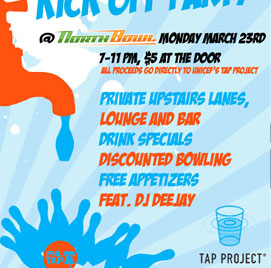 KICK OFF PARTY
@ NORTHBOWL MONDAY MARCH 23RD
7-11 PM, $5 AT THE DOOR
ALL PROCEEDS GO DIRECTLY TO UNICEF'S TAP PROJECT
PRIVATE UPSTAIRS LANES,
LOUNGE AND BAR
DRINK SPECIALS
DISCOUNTED BOWLING
FREE APPETIZERS
FEAT. DJ DEEJAY
TAP PROJECT®